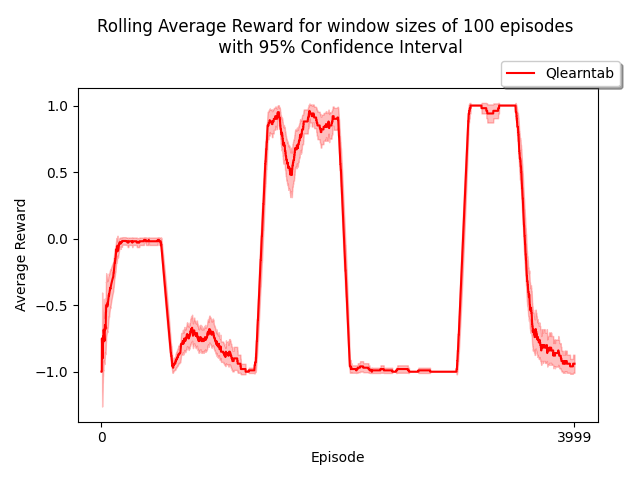 Rolling Average Reward for window sizes of 100 episodes
with 95% Confidence Interval
Qlearntab
1.0
0.5
0.0
−0.5
−1.0
Average Reward
0
3999
Episode